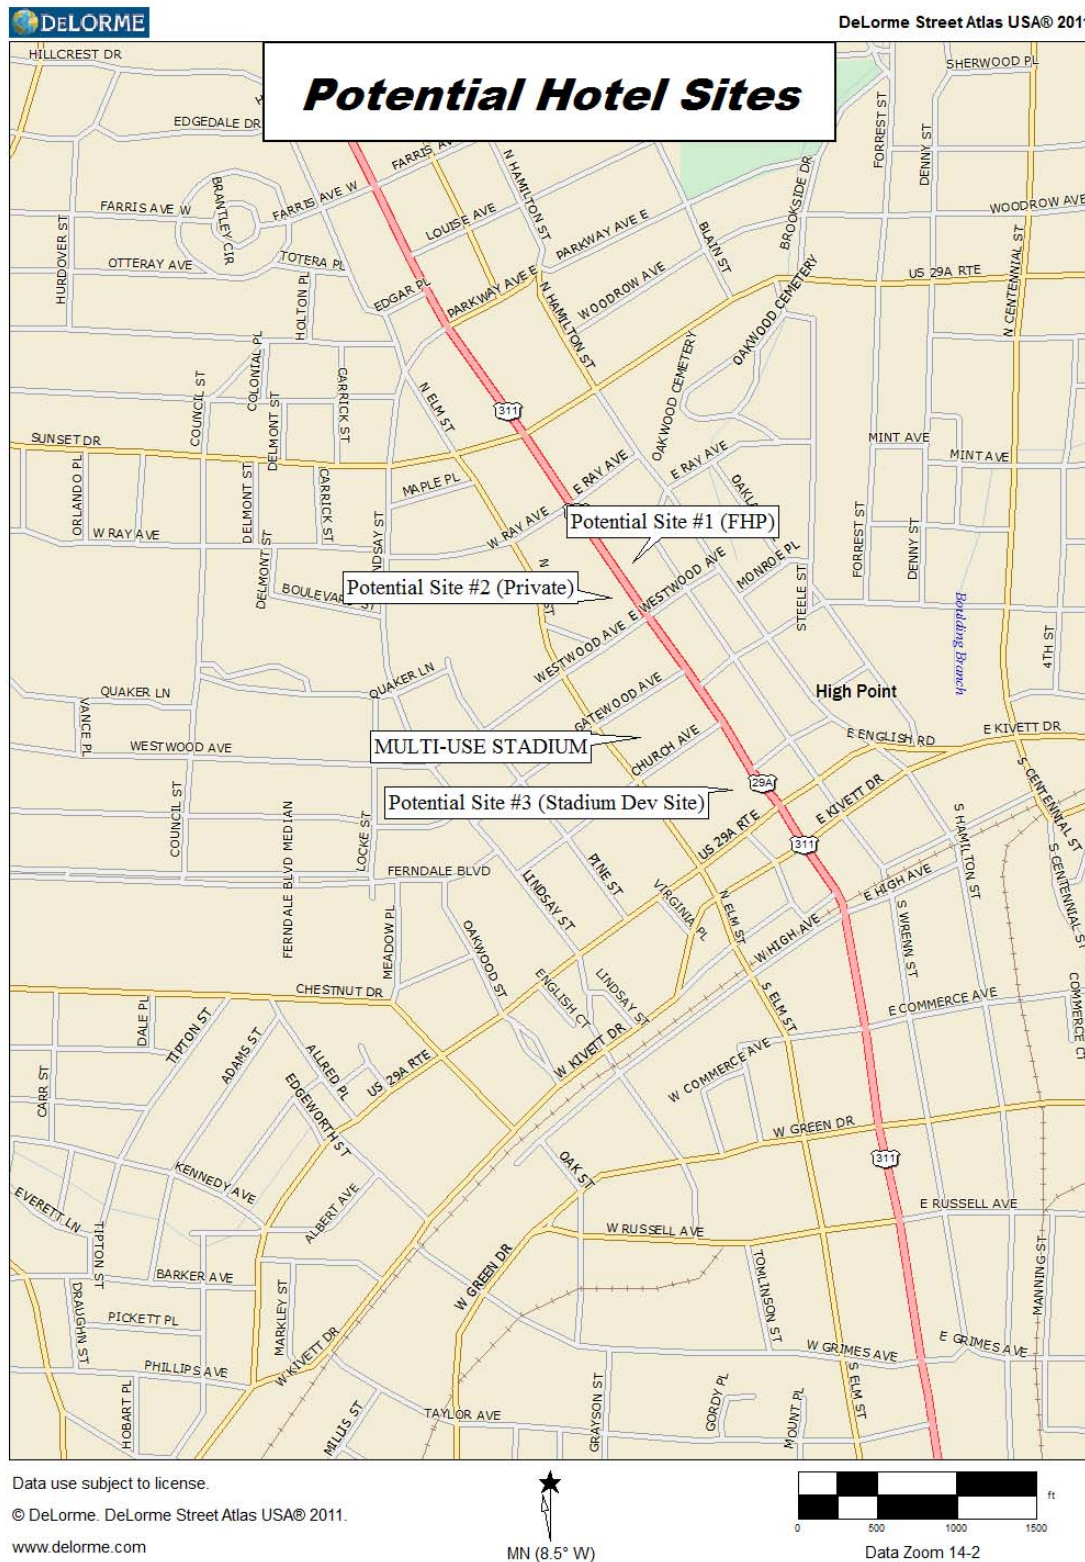 DELORME
DeLorme Street Atlas USA® 2011
Potential Hotel Sites
HILLCREST DR
SHERWOOD PL
EDGEDALE DR
FARRIS AVE W
FARRIS AVE W
BRANTLEY CIR
HURDOVER ST
OTTERAY AVE
TOTERA PL
HOLTON PL
EDGAR PL
LOUISE AVE
N HAMILTON ST
PARKWAY AVE E
PARKWAY AVE E
WOODROW AVE
N HAMILTON ST
BLAIN ST
BROOKSIDE DR
FORREST ST
DENNY ST
WOODROW AVE
US 29A RTE
N CENTENNIAL ST
OAKWOOD CEMETERY
OAKWOOD CEMETERY
COUNCIL ST
COLONIAL PL
DELMONT ST
CARRICK ST
N ELM ST
311
SUNSET DR
ORLANDO PL
DELMONT ST
CARRICK ST
MAPLE PL
E RAY AVE
E RAY AVE
MINT AVE
MINT AVE
W RAY AVE
W RAY AVE
DELMONT ST
Potential Site #1 (FHP)
FORREST ST
DENNY ST
MONROE PL
STEELE ST
Potential Site #2 (Private)
E WESTWOOD AVE
WESTWOOD AVE
Boulding Branch
4TH ST
QUAKER LN
QUAKER LN
VANCE PL
GATEWOOD AVE
High Point
WESTWOOD AVE
MULTI-USE STADIUM
CHURCH AVE
E ENGLISH RD
E KIVETT DR
29A
Potential Site #3 (Stadium Dev Site)
COUNCIL ST
FERNDALE BLVD MEDIAN
LOCKE ST
FERNDALE BLVD
US 29A RTE
E KIVETT DR
311
S CENTENNIAL ST
S CENTENNIAL ST
S HAMILTON ST
E HIGH AVE
PINE ST
LINDSAY ST
VIRGINIA PL
N ELM ST
W HIGH AVE
S WRENN ST
MEADOW PL
OAKWOOD ST
ENGLISH CT
LINDSAY ST
CHESTNUT DR
S ELM ST
E COMMERCE AVE
COMMERCE CT
DALE PL
TIPTON ST
ADAMS ST
ALLRED PL
US 29A RTE
W KIVETT DR
W COMMERCE AVE
CARR ST
EDGEWORTH ST
W GREEN DR
311
KENNEDY AVE
OAK ST
EVERETT LN
TIPTON ST
ALBERT AVE
W RUSSELL AVE
E RUSSELL AVE
BARKER AVE
W GREEN DR
TOMLINSON ST
MANNING ST
DRAUGHN ST
PICKETT PL
MARKLEY ST
PHILLIPS AVE
W KIVETT DR
W GRIMES AVE
E GRIMES AVE
HOBART PL
MILLIS ST
TAYLOR AVE
GRAYSON ST
GORDY PL
MOUNT PL
S ELM ST
Data use subject to license.
© DeLorme. DeLorme Street Atlas USA® 2011.
www.delorme.com
MN (8.5° W)
ft
0 500 1000 1500
Data Zoom 14-2